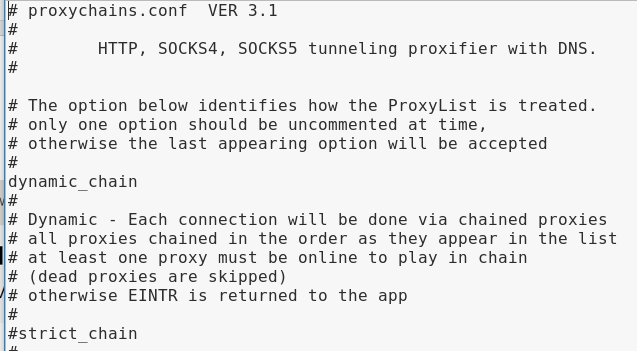 # proxychains.conf  VER 3.1
#
#        HTTP, SOCKS4, SOCKS5 tunneling proxifier with DNS.
#
# The option below identifies how the ProxyList is treated.
# only one option should be uncommented at time,
# otherwise the last appearing option will be accepted
#
dynamic_chain
#
# Dynamic - Each connection will be done via chained proxies
# all proxies chained in the order as they appear in the list
# at least one proxy must be online to play in chain
# (dead proxies are skipped)
# otherwise EINTR is returned to the app
#
#strict_chain
#